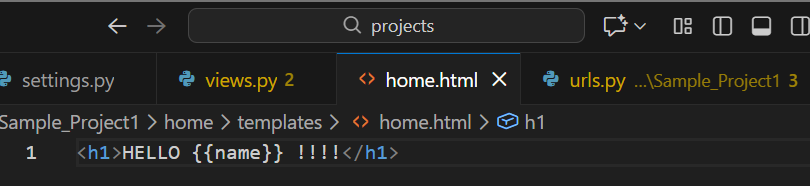 projects
settings.py views.py 2 home.html urls.py ...\Sample_Project1 3
Sample_Project1 > home > templates > home.html > h1
1 <h1>HELLO {{name}} !!!!</h1>